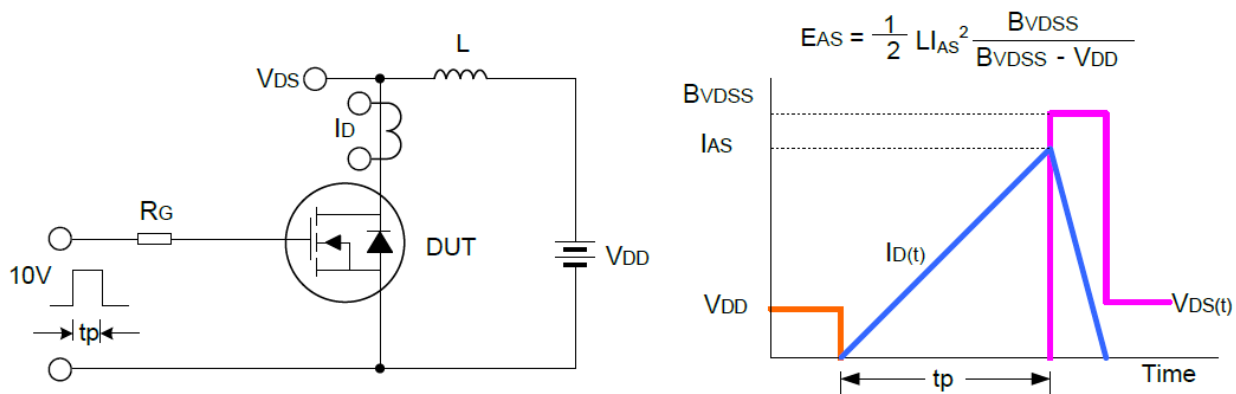 L
VDS
ID
RG
DUT
VDD
10V
tp
EAS = 1/2 LIAS² BVDSS / (BVDSS - VDD)
BVDSS
IAS
ID(t)
VDD
VDS(t)
tp
Time